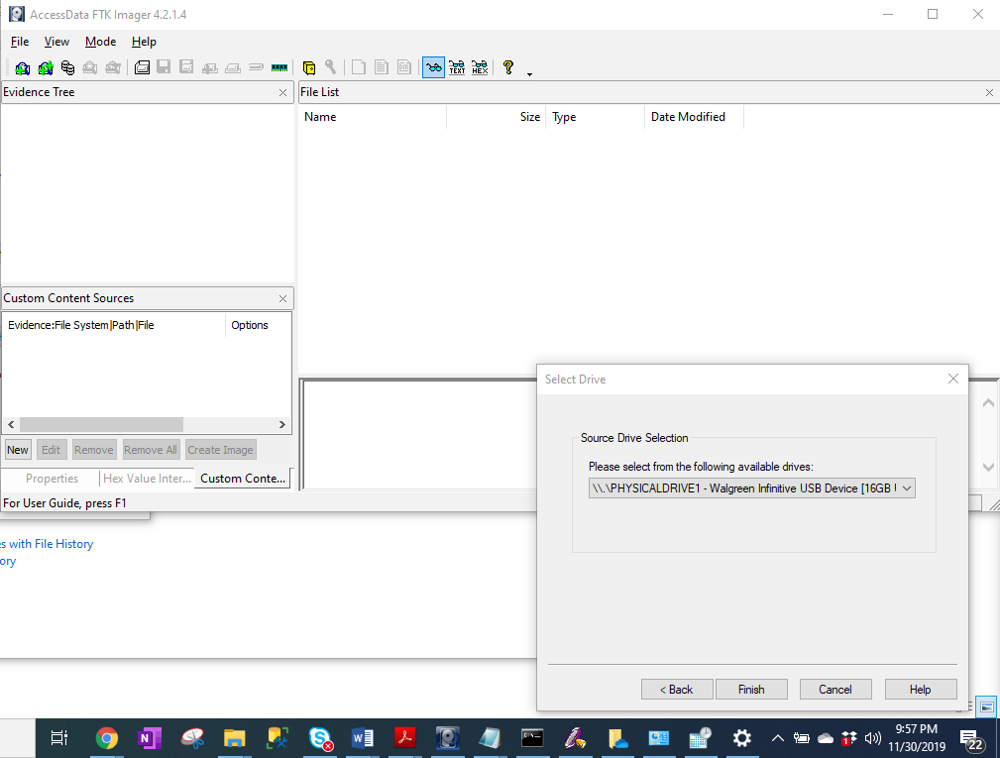 AccessData FTK Imager 4.2.1.4
File View Mode Help
TEXT HEX ?
Evidence Tree
File List
Name Size Type Date Modified
Custom Content Sources
Evidence:File System|Path|File Options
New Edit Remove Remove All Create Image
Properties Hex Value Inter... Custom Conte...
For User Guide, press F1
es with File History
ory
Select Drive
Source Drive Selection
Please select from the following available drives:
\\.\PHYSICALDRIVE1 - Walgreen Infinitive USB Device [16GB
< Back Finish Cancel Help
9:57 PM
11/30/2019
22